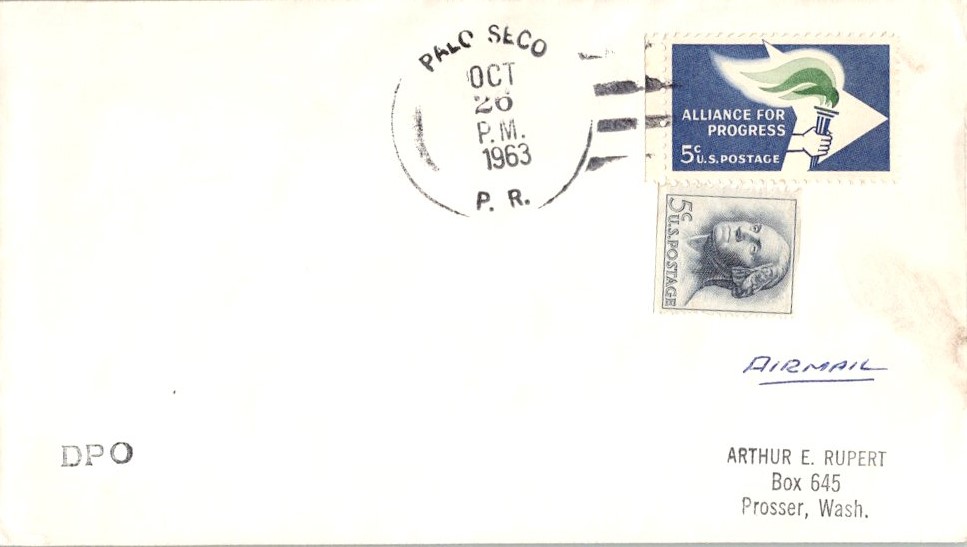 PALO SECO
OCT
26
P.M.
1963
P. R.
ALLIANCE FOR
PROGRESS
5c U.S. POSTAGE
5c U.S. POSTAGE
AIRMAIL
DPO
ARTHUR E. RUPERT
Box 645
Prosser, Wash.